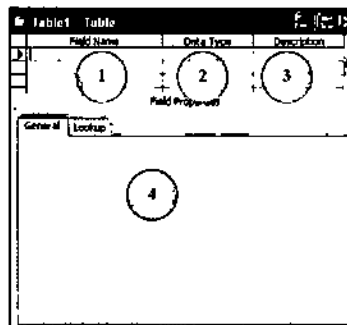 Table1 Table
Field Name Data Type Description
1 2 3
Field Properties
General Lookup
4